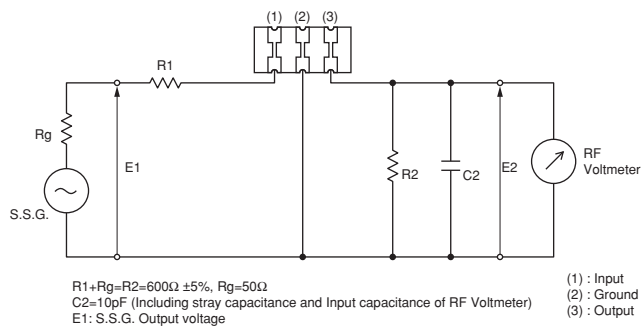 (1) (2) (3)
R1
Rg
E1
R2
C2
E2
RF
Voltmeter
S.S.G.
R1+Rg=R2=600Ω ±5%, Rg=50Ω
C2=10pF (Including stray capacitance and Input capacitance of RF Voltmeter)
E1: S.S.G. Output voltage
(1) : Input
(2) : Ground
(3) : Output